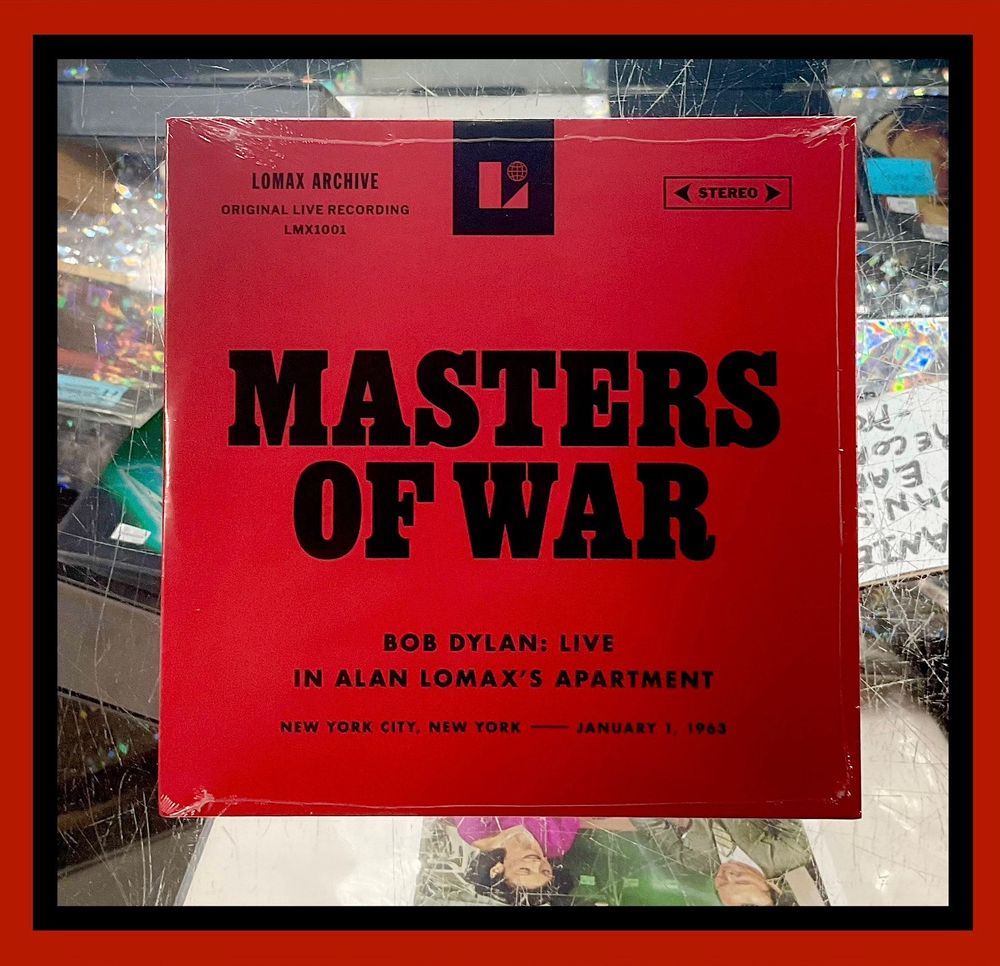 LOMAX ARCHIVE
ORIGINAL LIVE RECORDING
LMX1001
STEREO
MASTERS
OF WAR
BOB DYLAN: LIVE
IN ALAN LOMAX'S APARTMENT
NEW YORK CITY, NEW YORK — JANUARY 1, 1963